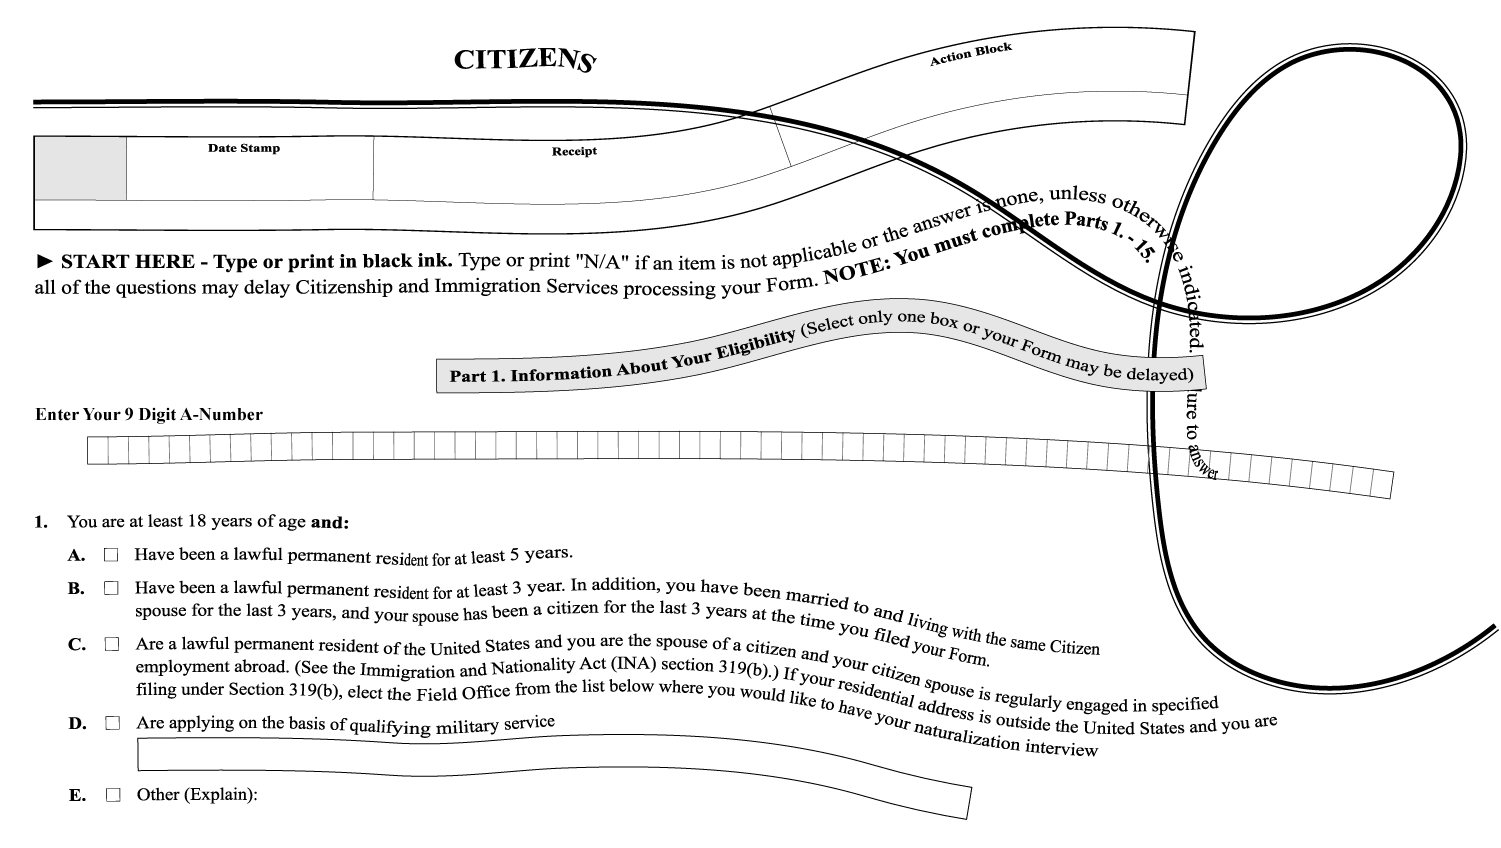 CITIZENS
Action Block
Date Stamp
Receipt
► START HERE - Type or print in black ink. Type or print "N/A" if an item is not applicable or the answer is none, unless otherwise indicated. ure to answer
all of the questions may delay Citizenship and Immigration Services processing your Form. NOTE: You must complete Parts 1. - 15.
Part 1. Information About Your Eligibility (Select only one box or your Form may be delayed)
Enter Your 9 Digit A-Number
1. You are at least 18 years of age and:
A. Have been a lawful permanent resident for at least 5 years.
B. Have been a lawful permanent resident for at least 3 year. In addition, you have been married to and living with the same Citizen
spouse for the last 3 years, and your spouse has been a citizen for the last 3 years at the time you filed your Form.
C. Are a lawful permanent resident of the United States and you are the spouse of a citizen and your citizen spouse is regularly engaged in specified
employment abroad. (See the Immigration and Nationality Act (INA) section 319(b).) If your residential address is outside the United States and you are
filing under Section 319(b), elect the Field Office from the list below where you would like to have your naturalization interview
D. Are applying on the basis of qualifying military service
E. Other (Explain):